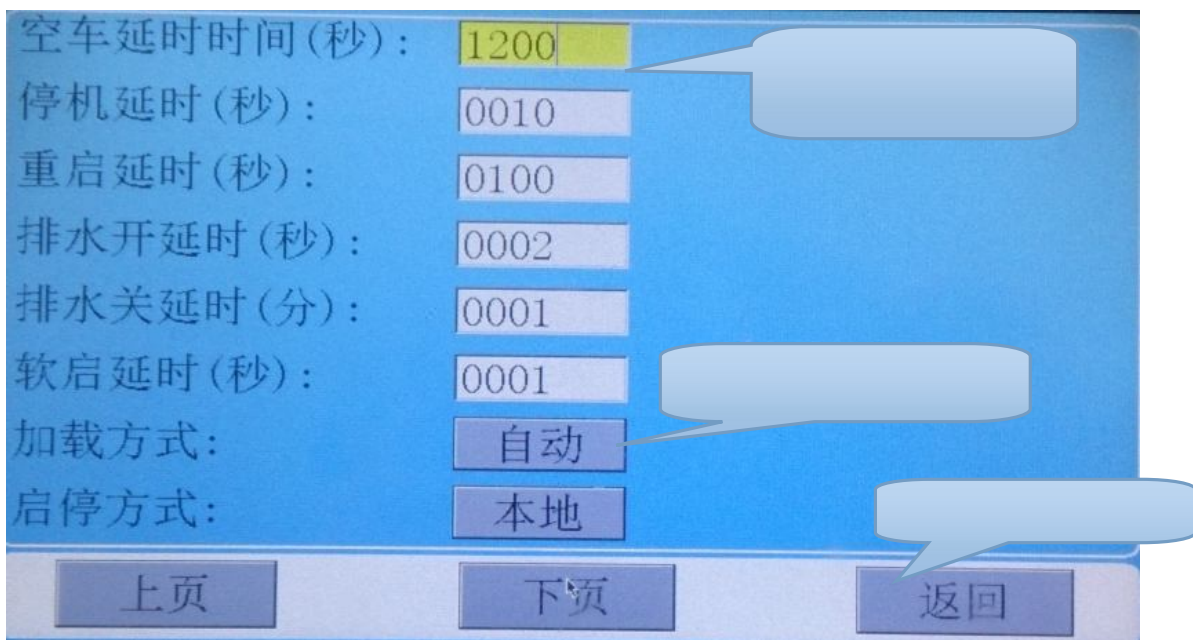 空车延时时间(秒): 1200
停机延时(秒): 0010
重启延时(秒): 0100
排水开延时(秒): 0002
排水关延时(分): 0001
软启延时(秒): 0001
加载方式: 自动
启停方式: 本地
上页 下页 返回